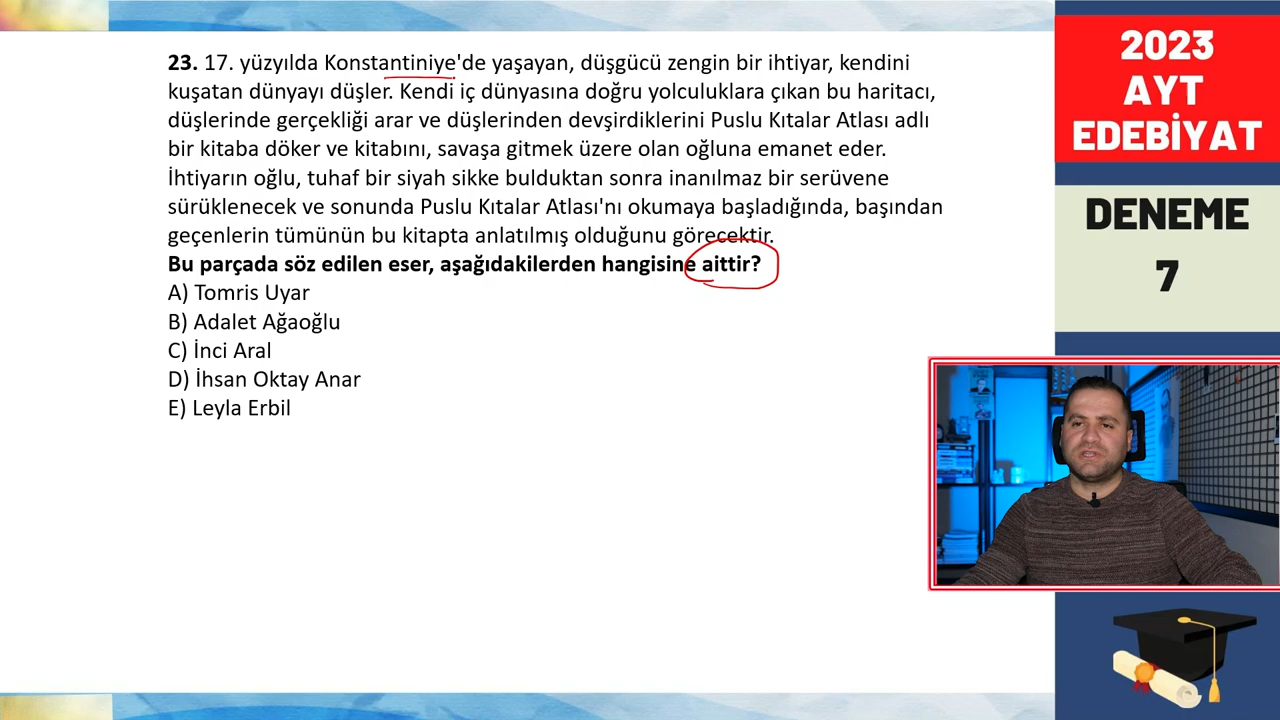 23. 17. yüzyılda Konstantiniye'de yaşayan, düşgücü zengin bir ihtiyar, kendini
kuşatan dünyayı düşler. Kendi iç dünyasına doğru yolculuklara çıkan bu haritacı,
düşlerinde gerçekliği arar ve düşlerinden devşirdiklerini Puslu Kıtalar Atlası adlı
bir kitaba döker ve kitabını, savaşa gitmek üzere olan oğluna emanet eder.
İhtiyarın oğlu, tuhaf bir siyah sikke bulduktan sonra inanılmaz bir serüvene
sürüklenecek ve sonunda Puslu Kıtalar Atlası'nı okumaya başladığında, başından
geçenlerin tümünün bu kitapta anlatılmış olduğunu görecektir.
Bu parçada söz edilen eser, aşağıdakilerden hangisine aittir?
A) Tomris Uyar
B) Adalet Ağaoğlu
C) İnci Aral
D) İhsan Oktay Anar
E) Leyla Erbil
2023
AYT
EDEBİYAT
DENEME
7